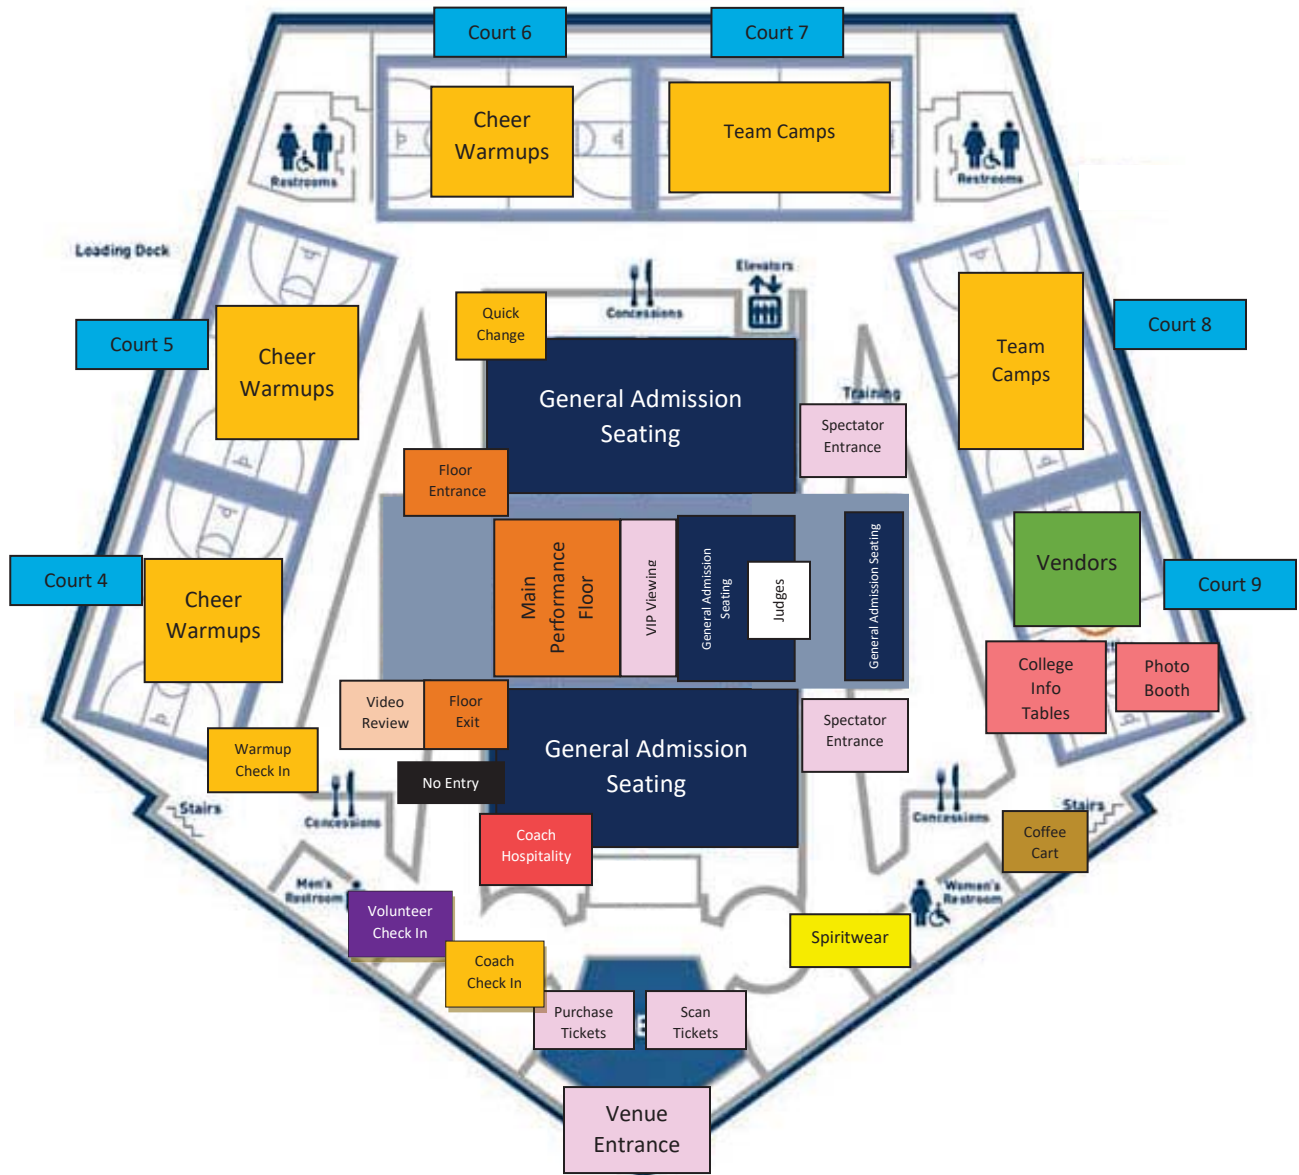 Court 6
Court 7
Cheer
Warmups
Team Camps
Restrooms
Restrooms
Loading Dock
Elevators
Concessions
Quick
Change
Court 5
Cheer
Warmups
Team
Camps
Court 8
General Admission
Seating
Training
Spectator
Entrance
Floor
Entrance
Main
Performance
Floor
VIP Viewing
General Admission
Seating
Judges
General Admission Seating
Vendors
Court 4
Cheer
Warmups
Court 9
College
Info
Tables
Photo
Booth
Video
Review
Floor
Exit
General Admission
Seating
Spectator
Entrance
Warmup
Check In
No Entry
Stairs
Concessions
Concessions
Stairs
Coach
Hospitality
Coffee
Cart
Men's
Restroom
Women's
Restroom
Volunteer
Check In
Spiritwear
Coach
Check In
Purchase
Tickets
Scan
Tickets
Venue
Entrance